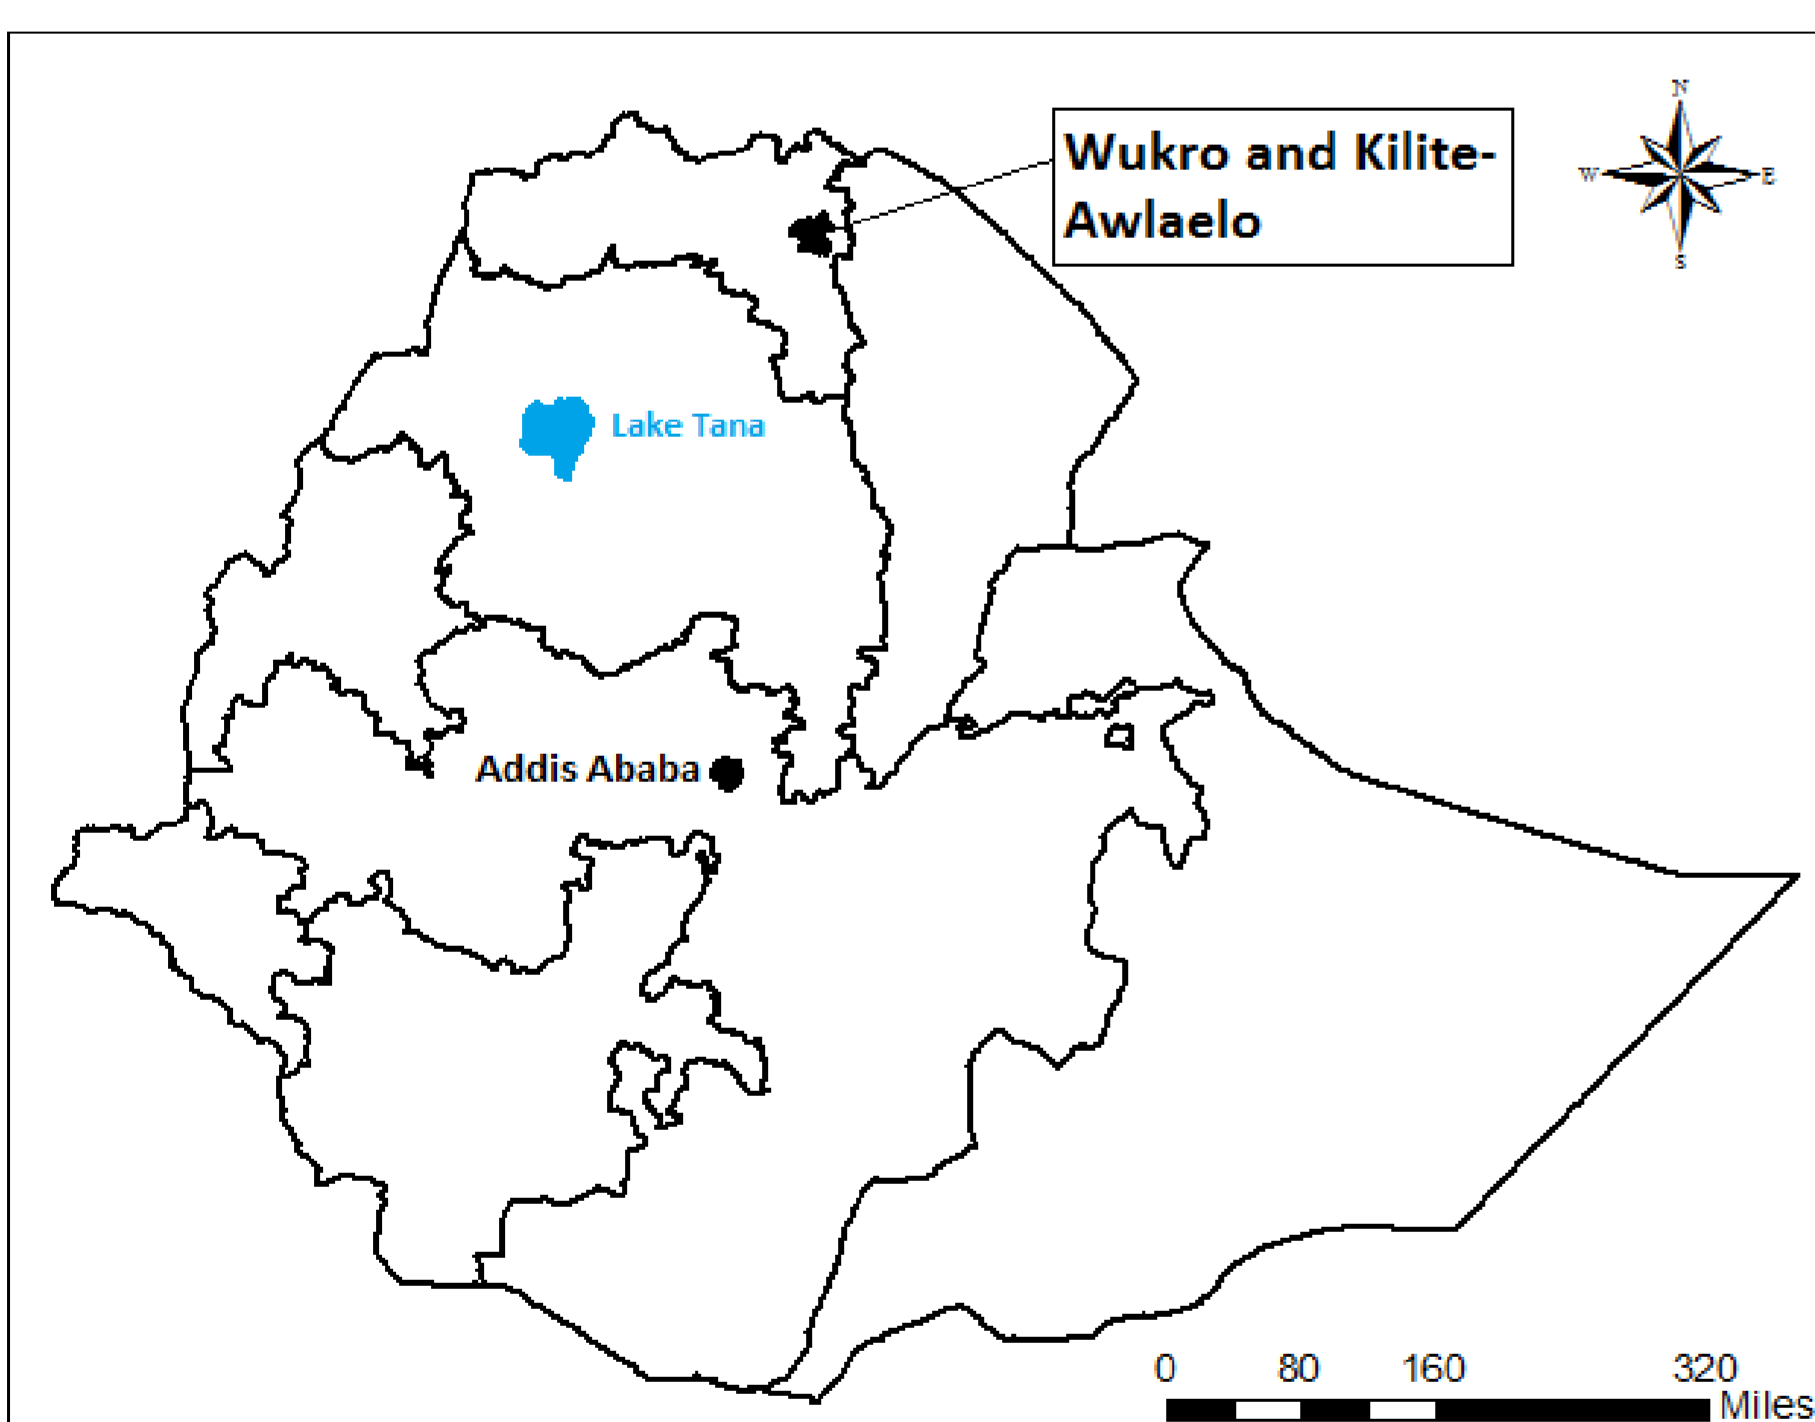 N
Wukro and Kilite-
Awlaelo
W E
S
Lake Tana
Addis Ababa
0 80 160 320
Miles